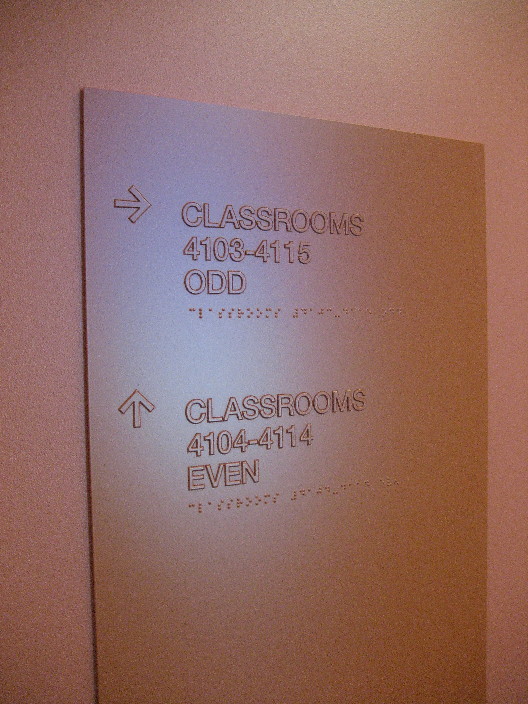 CLASSROOMS
4103-4115
ODD
CLASSROOMS
4104-4114
EVEN